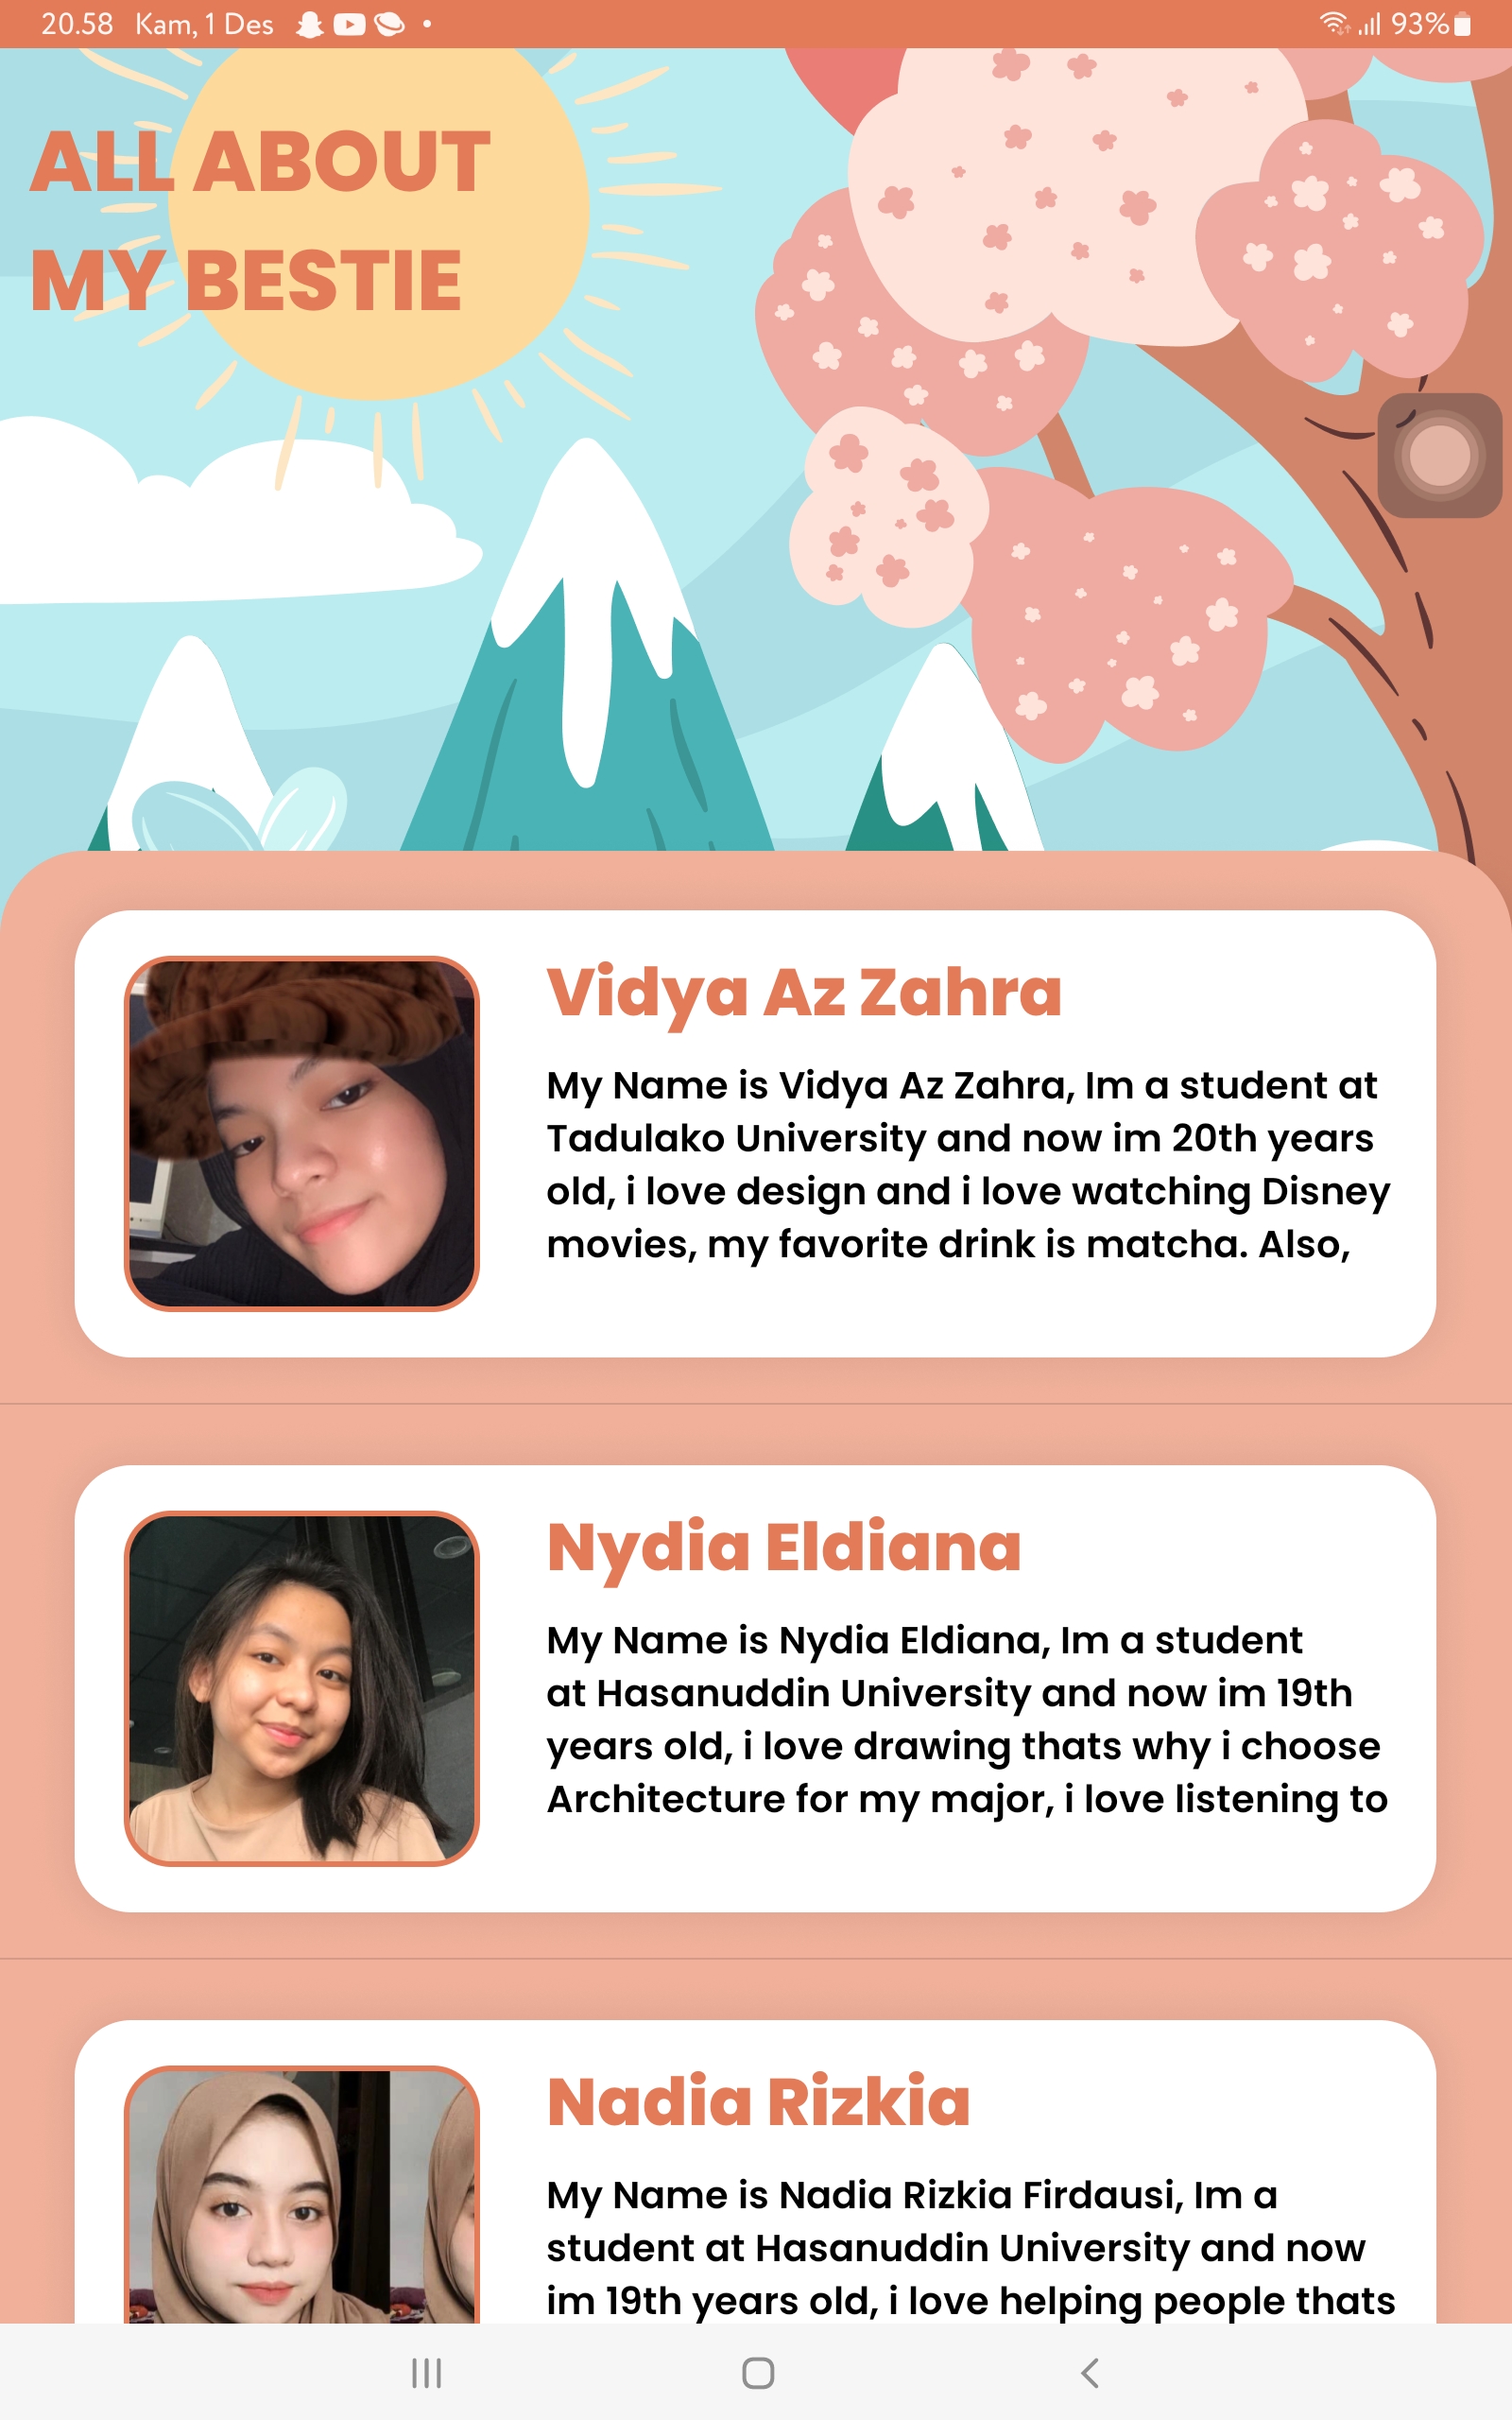 20.58 Kam, 1 Des
93%
ALL ABOUT
MY BESTIE
Vidya Az Zahra
My Name is Vidya Az Zahra, Im a student at
Tadulako University and now im 20th years
old, i love design and i love watching Disney
movies, my favorite drink is matcha. Also,
Nydia Eldiana
My Name is Nydia Eldiana, Im a student
at Hasanuddin University and now im 19th
years old, i love drawing thats why i choose
Architecture for my major, i love listening to
Nadia Rizkia
My Name is Nadia Rizkia Firdausi, Im a
student at Hasanuddin University and now
im 19th years old, i love helping people thats